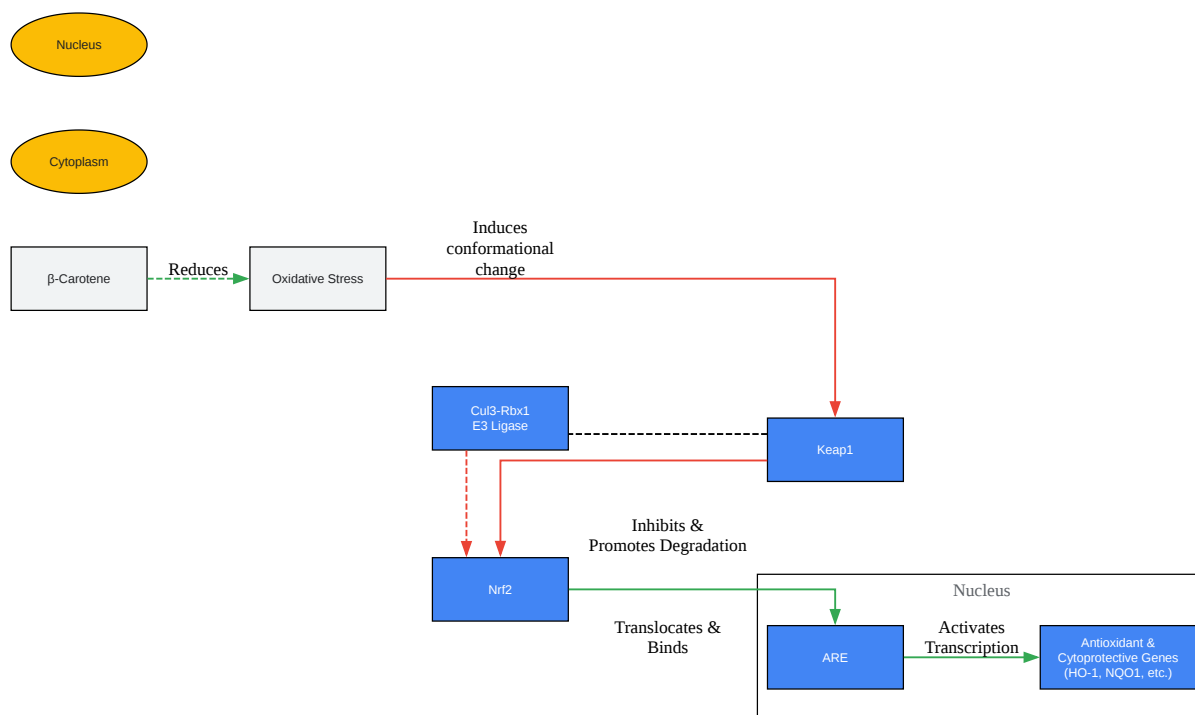 Nucleus
Cytoplasm
Induces
conformational
change
β-Carotene
Reduces
Oxidative Stress
Cul3-Rbx1
E3 Ligase
Keap1
Inhibits &
Promotes Degradation
Nrf2
Nucleus
Translocates &
Binds
ARE
Activates
Transcription
Antioxidant &
Cytoprotective Genes
(HO-1, NQO1, etc.)